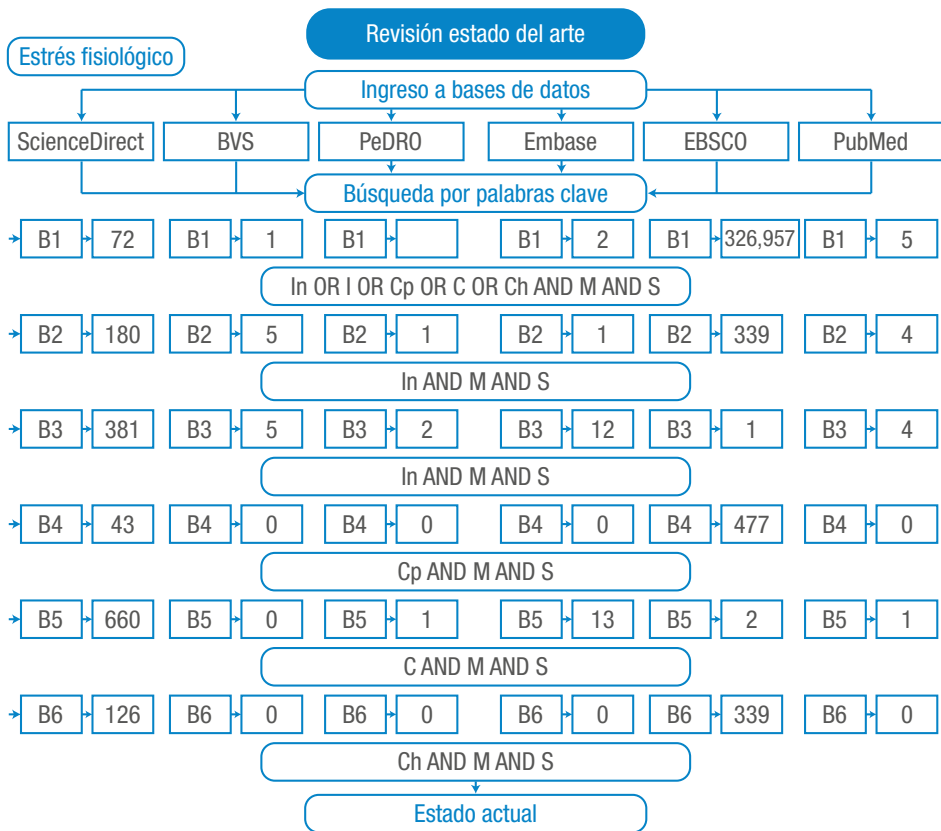 Revisión estado del arte
Estrés fisiológico
Ingreso a bases de datos
ScienceDirect BVS PeDRO Embase EBSCO PubMed
Búsqueda por palabras clave
B1 72 B1 1 B1 B1 2 B1 326,957 B1 5
In OR I OR Cp OR C OR Ch AND M AND S
B2 180 B2 5 B2 1 B2 1 B2 339 B2 4
In AND M AND S
B3 381 B3 5 B3 2 B3 12 B3 1 B3 4
In AND M AND S
B4 43 B4 0 B4 0 B4 0 B4 477 B4 0
Cp AND M AND S
B5 660 B5 0 B5 1 B5 13 B5 2 B5 1
C AND M AND S
B6 126 B6 0 B6 0 B6 0 B6 339 B6 0
Ch AND M AND S
Estado actual